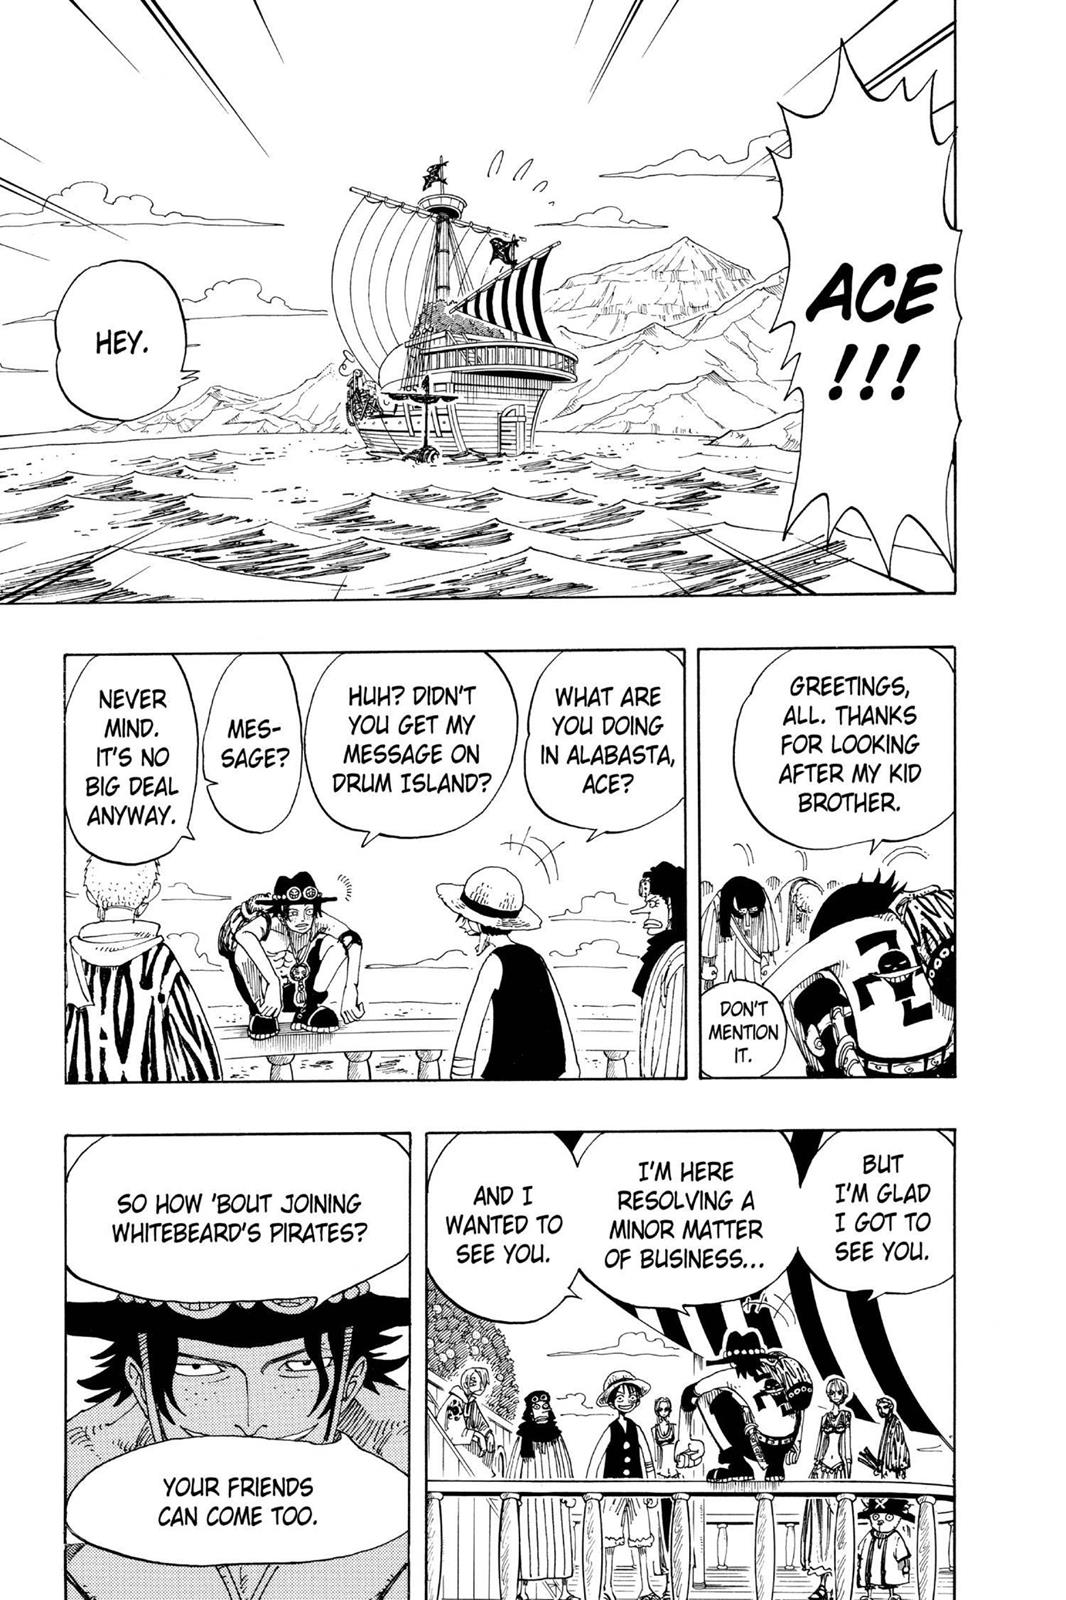 ACE
!!!
HEY.
GREETINGS,
ALL. THANKS
FOR LOOKING
AFTER MY KID
BROTHER.
DON'T
MENTION
IT.
WHAT ARE
YOU DOING
IN ALABASTA,
ACE?
HUH? DIDN'T
YOU GET MY
MESSAGE ON
DRUM ISLAND?
MES-
SAGE?
NEVER
MIND.
IT'S NO
BIG DEAL
ANYWAY.
BUT
I'M GLAD
I GOT TO
SEE YOU.
I'M HERE
RESOLVING A
MINOR MATTER
OF BUSINESS...
AND I
WANTED TO
SEE YOU.
SO HOW 'BOUT JOINING
WHITEBEARD'S PIRATES?
YOUR FRIENDS
CAN COME TOO.